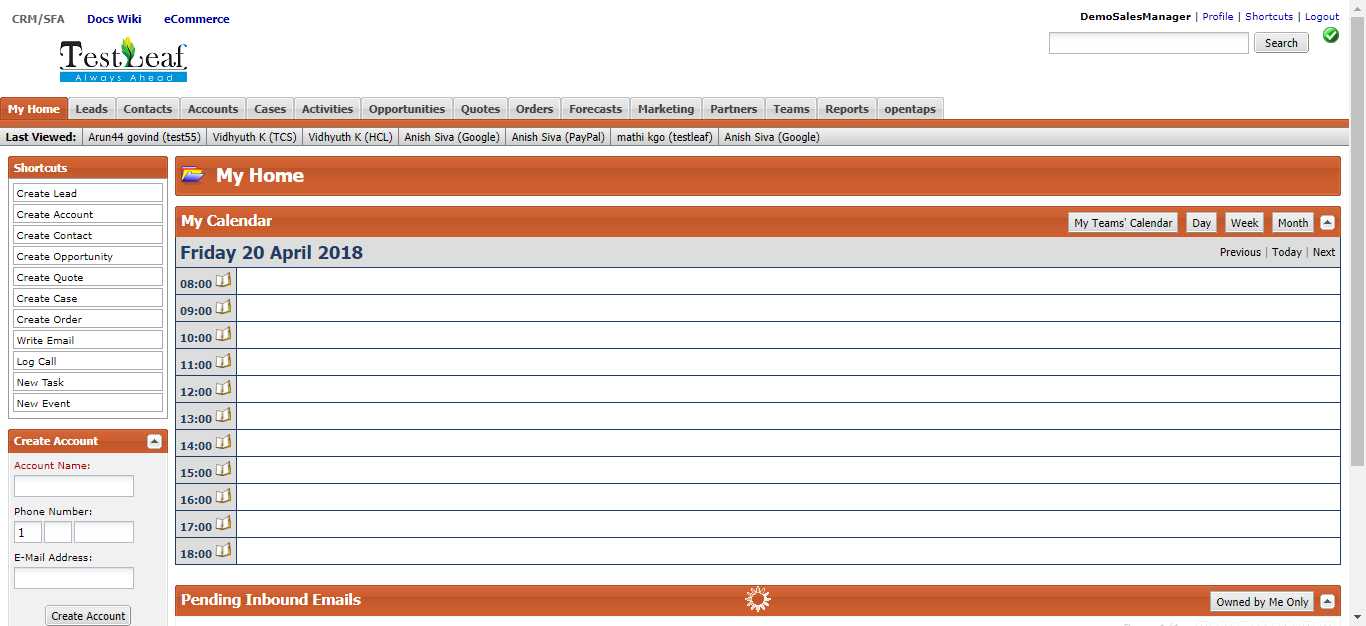 CRM/SFA Docs Wiki eCommerce
DemoSalesManager | Profile | Shortcuts | Logout
Search
TestLeaf
Always Ahead
My Home Leads Contacts Accounts Cases Activities Opportunities Quotes Orders Forecasts Marketing Partners Teams Reports opentaps
Last Viewed: Arun44 govind (test55) Vidhyuth K (TCS) Vidhyuth K (HCL) Anish Siva (Google) Anish Siva (PayPal) mathi kgo (testleaf) Anish Siva (Google)
Shortcuts
Create Lead
Create Account
Create Contact
Create Opportunity
Create Quote
Create Case
Create Order
Write Email
Log Call
New Task
New Event
Create Account
Account Name:
Phone Number:
1
E-Mail Address:
Create Account
My Home
My Calendar
My Teams' Calendar Day Week Month
Friday 20 April 2018
Previous | Today | Next
08:00
09:00
10:00
11:00
12:00
13:00
14:00
15:00
16:00
17:00
18:00
Pending Inbound Emails
Owned by Me Only